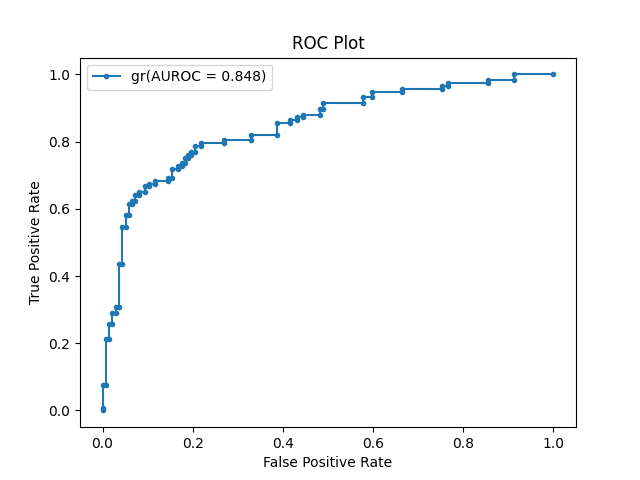 ROC Plot
gr(AUROC = 0.848)
True Positive Rate
1.0
0.8
0.6
0.4
0.2
0.0
0.0 0.2 0.4 0.6 0.8 1.0
False Positive Rate